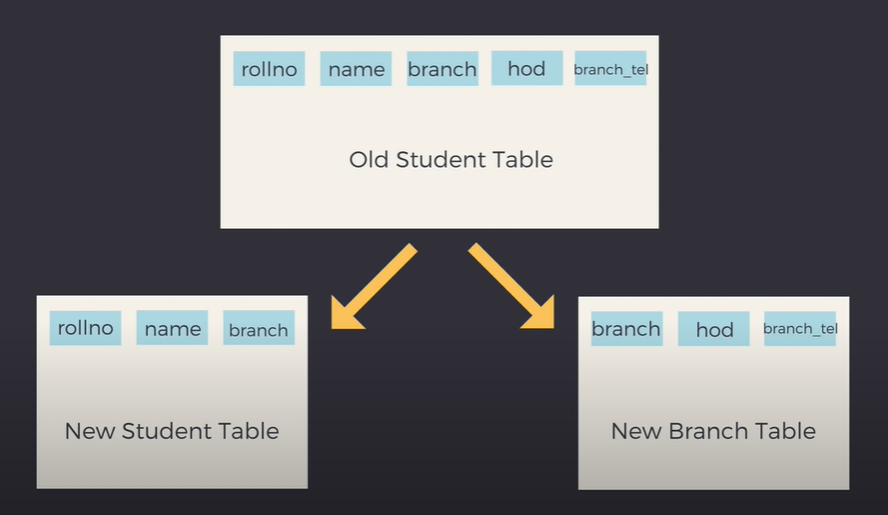 rollno name branch hod branch_tel
Old Student Table
rollno name branch
New Student Table
branch hod branch_tel
New Branch Table